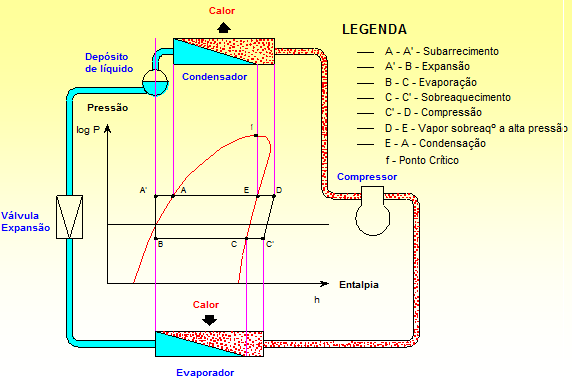 Calor
LEGENDA
A - A' - Subarrecimento
A' - B - Expansão
B - C - Evaporação
C - C' - Sobreaquecimento
C' - D - Compressão
D - E - Vapor sobreaqº a alta pressão
E - A - Condensação
f - Ponto Crítico
Depósito
de líquido
Condensador
Pressão
log P
f
Compressor
A'
A
E
D
Válvula
Expansão
B
C
C'
Entalpia
h
Calor
Evaporador